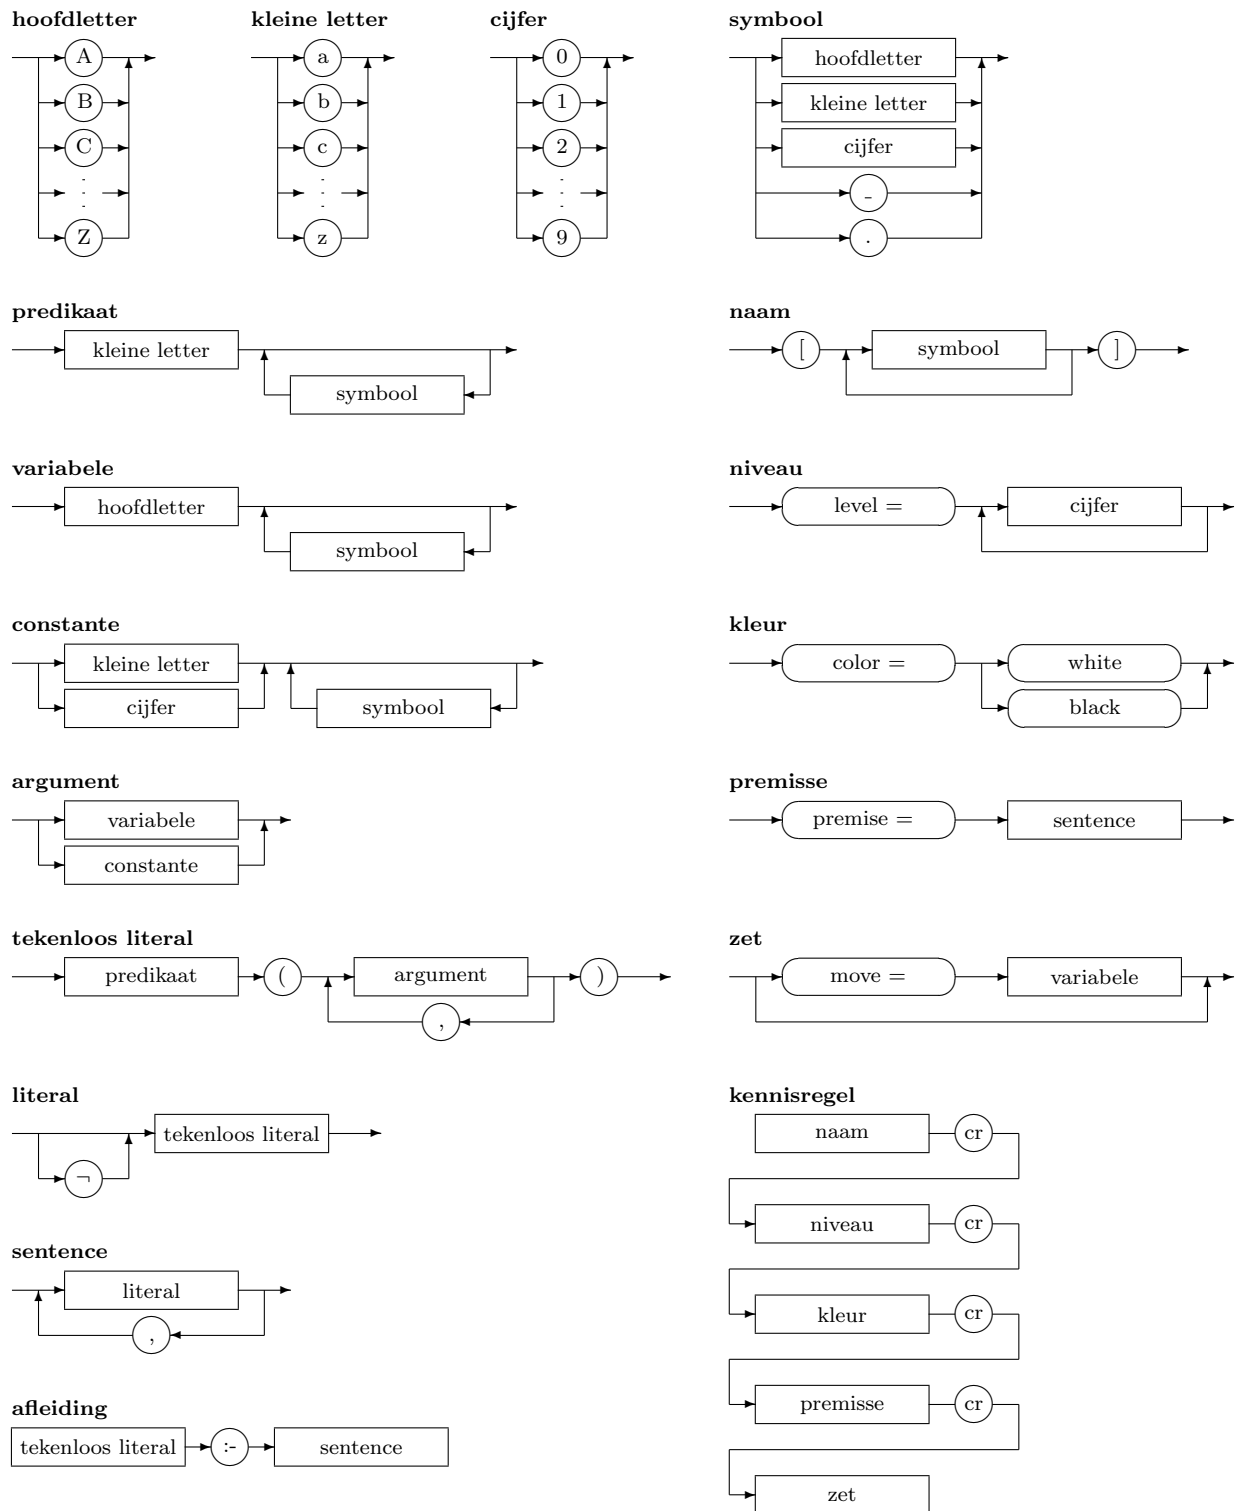 hoofdletter
A
B
C
Z
kleine letter
a
b
c
z
cijfer
0
1
2
9
symbool
hoofdletter
kleine letter
cijfer
_
.
predikaat
kleine letter
symbool
naam
[ symbool ]
variabele
hoofdletter
symbool
niveau
level = cijfer
constante
kleine letter
cijfer
symbool
kleur
color = white
black
argument
variabele
constante
premisse
premise = sentence
tekenloos literal
predikaat ( argument )
,
zet
move = variabele
literal
tekenloos literal
¬
sentence
literal
,
afleiding
tekenloos literal :- sentence
kennisregel
naam cr
niveau cr
kleur cr
premisse cr
zet